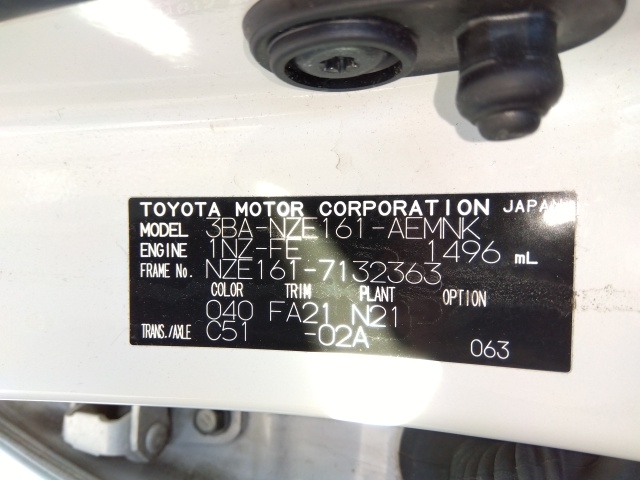 TOYOTA MOTOR CORPORATION JAPAN
MODEL 3BA-NZE161-AEMNK
ENGINE 1NZ-FE 1496 mL
FRAME No. NZE161-7132363
COLOR TRIM PLANT OPTION
040 FA21 N21
TRANS./AXLE C51 -02A 063